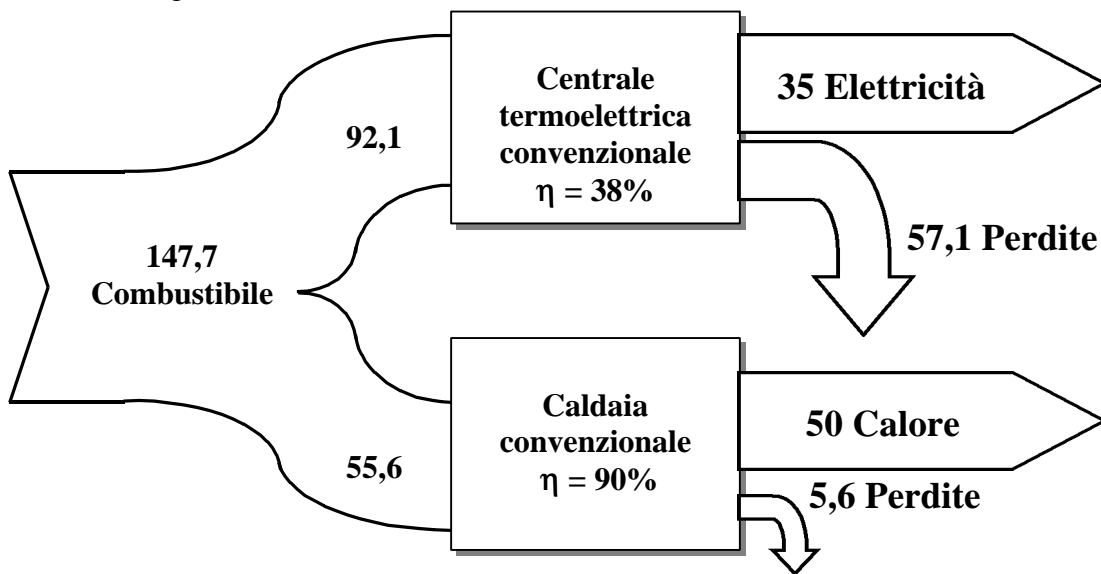 Centrale
termoelettrica
convenzionale
η = 38%
35 Elettricità
92,1
57,1 Perdite
147,7
Combustibile
Caldaia
convenzionale
η = 90%
50 Calore
55,6
5,6 Perdite